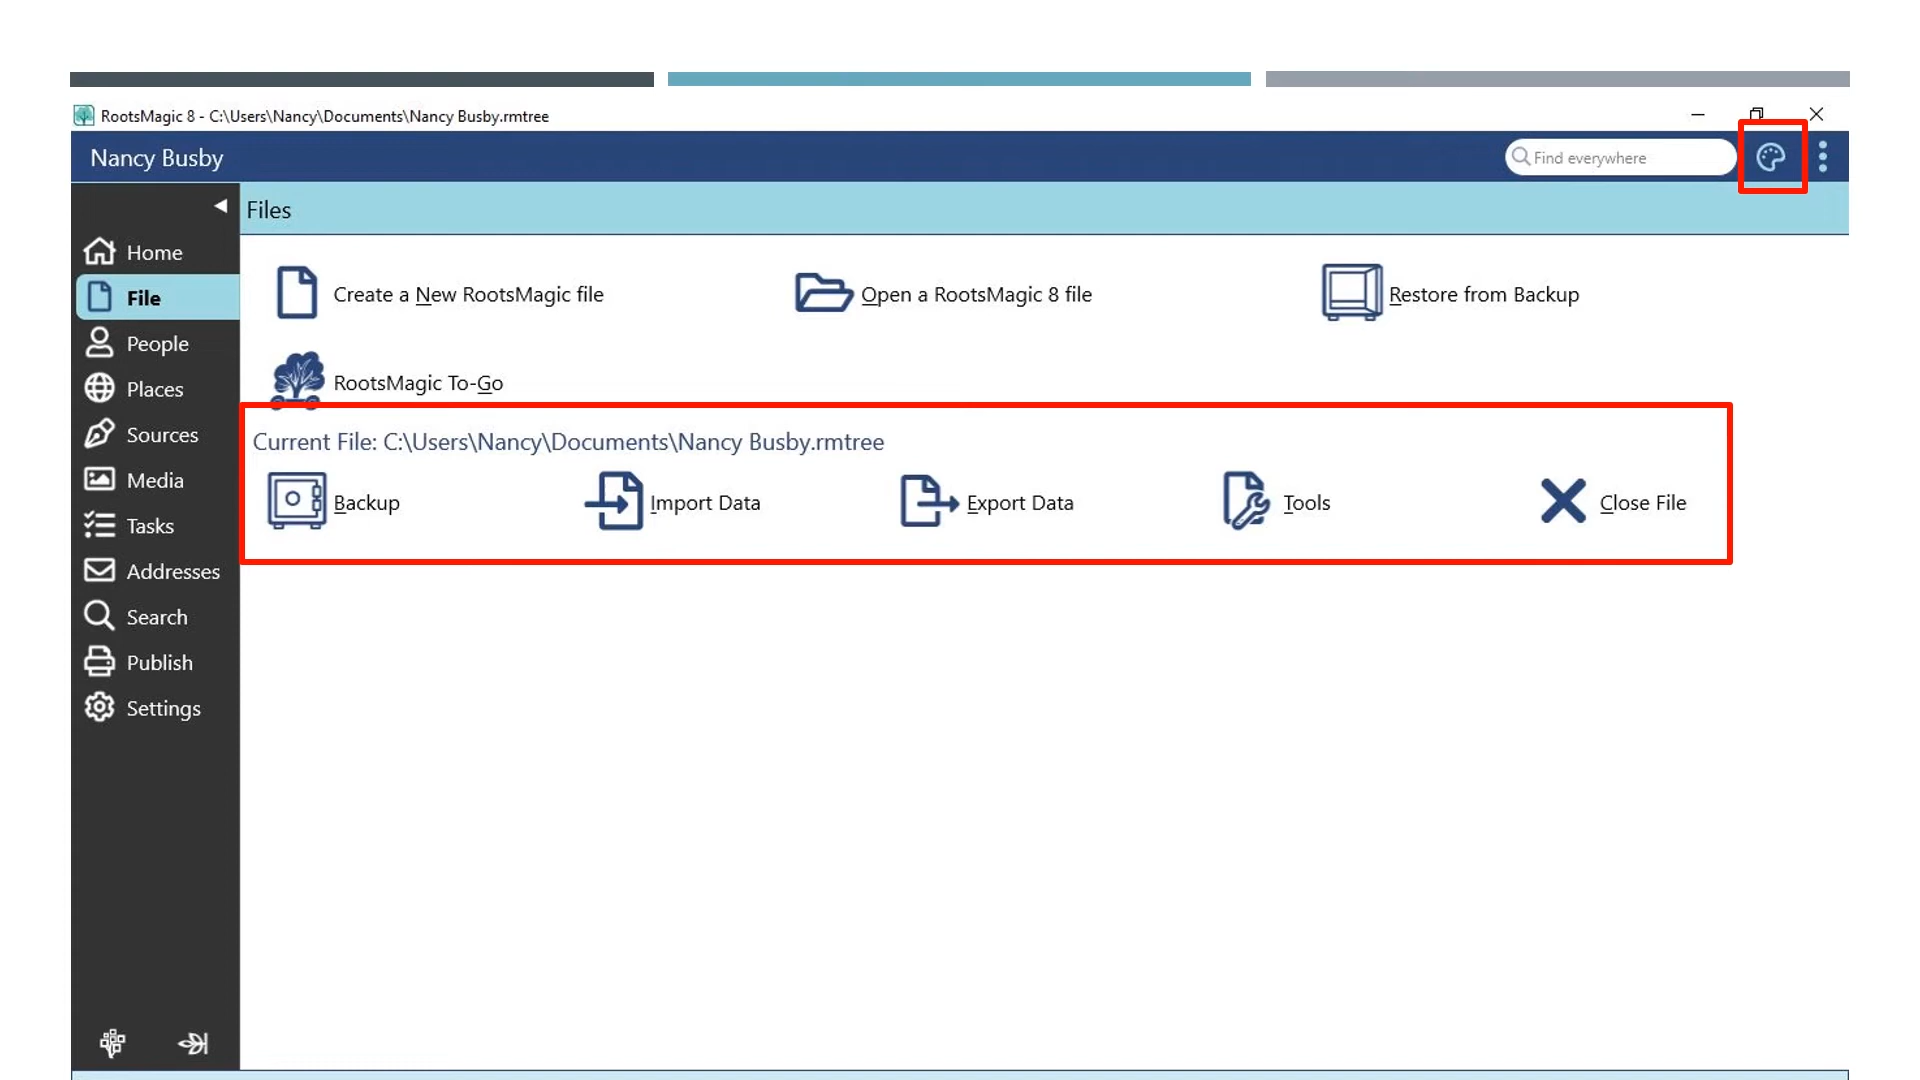 RootsMagic 8 - C:\Users\Nancy\Documents\Nancy Busby.rmtree
Nancy Busby
Find everywhere
Files
Home
File
People
Places
Sources
Media
Tasks
Addresses
Search
Publish
Settings
Create a New RootsMagic file
Open a RootsMagic 8 file
Restore from Backup
RootsMagic To-Go
Current File: C:\Users\Nancy\Documents\Nancy Busby.rmtree
Backup
Import Data
Export Data
Tools
Close File